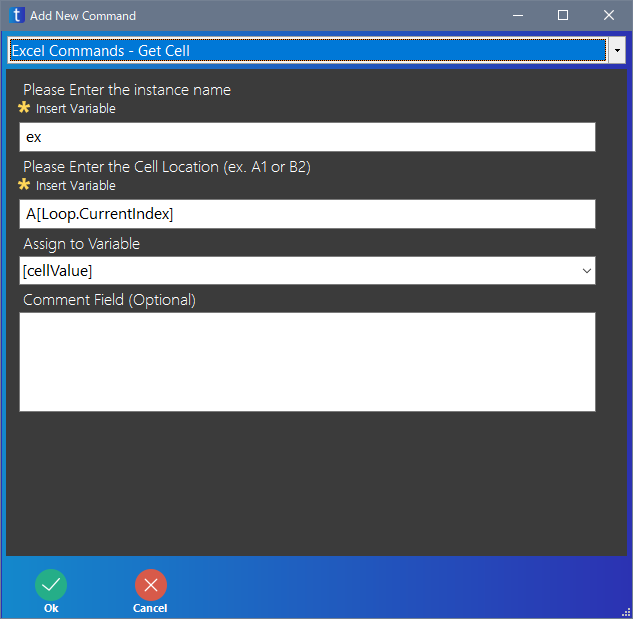 t Add New Command
Excel Commands - Get Cell
Please Enter the instance name
Insert Variable
ex
Please Enter the Cell Location (ex. A1 or B2)
Insert Variable
A[Loop.CurrentIndex]
Assign to Variable
[cellValue]
Comment Field (Optional)
Ok Cancel